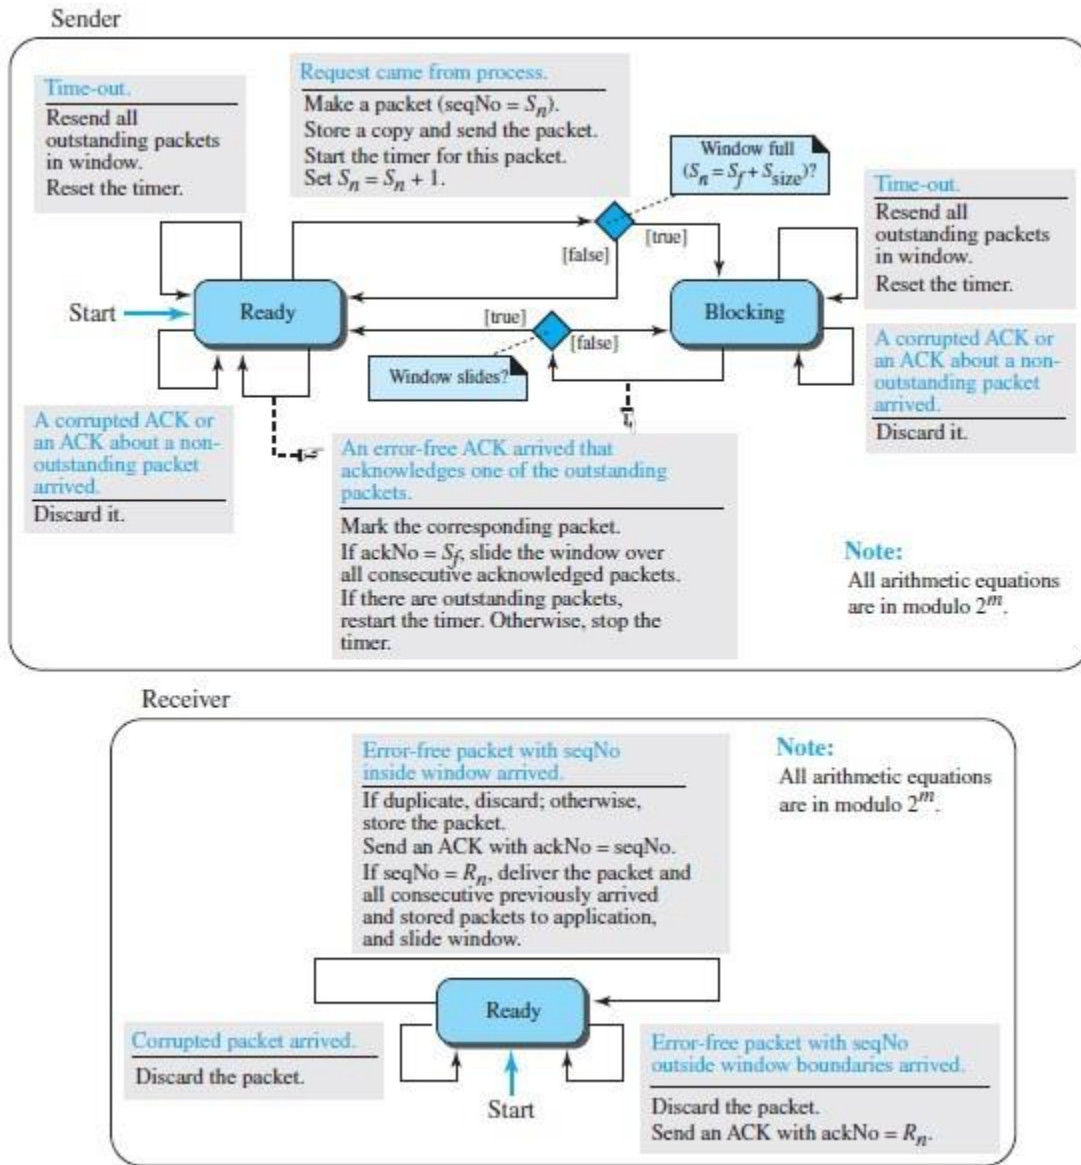 Sender
Time-out.
Resend all
outstanding packets
in window.
Reset the timer.
Request came from process.
Make a packet (seqNo = Sn).
Store a copy and send the packet.
Start the timer for this packet.
Set Sn = Sn + 1.
Window full
(Sn = Sf + Ssize)?
Time-out.
Resend all
outstanding packets
in window.
Reset the timer.
[true]
[false]
Start
Ready
[true]
[false]
Blocking
Window slides?
A corrupted ACK or
an ACK about a non-
outstanding packet
arrived.
Discard it.
A corrupted ACK or
an ACK about a non-
outstanding packet
arrived.
Discard it.
An error-free ACK arrived that
acknowledges one of the outstanding
packets.
Mark the corresponding packet.
If ackNo = Sf, slide the window over
all consecutive acknowledged packets.
If there are outstanding packets,
restart the timer. Otherwise, stop the
timer.
Note:
All arithmetic equations
are in modulo 2^m.
Receiver
Error-free packet with seqNo
inside window arrived.
If duplicate, discard; otherwise,
store the packet.
Send an ACK with ackNo = seqNo.
If seqNo = Rn, deliver the packet and
all consecutive previously arrived
and stored packets to application,
and slide window.
Note:
All arithmetic equations
are in modulo 2^m.
Ready
Corrupted packet arrived.
Discard the packet.
Start
Error-free packet with seqNo
outside window boundaries arrived.
Discard the packet.
Send an ACK with ackNo = Rn.